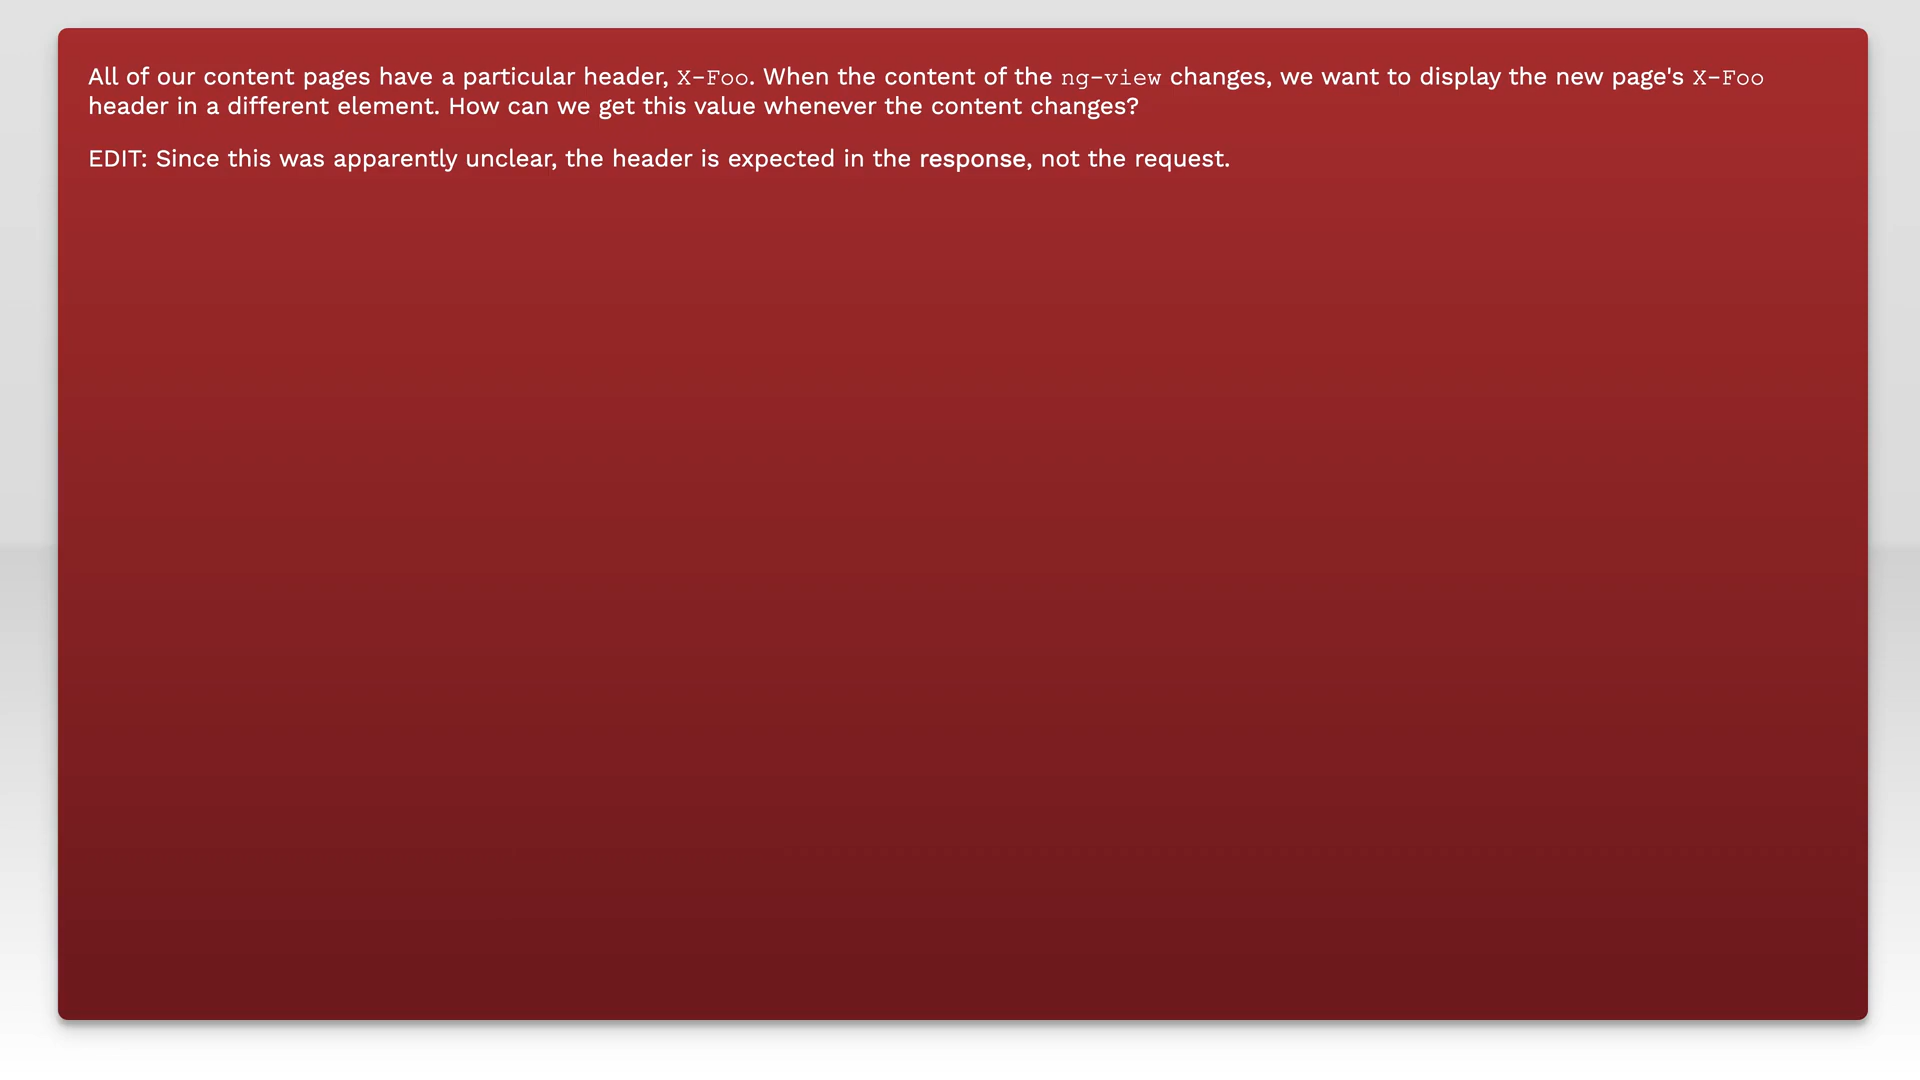 All of our content pages have a particular header, X-Foo. When the content of the ng-view changes, we want to display the new page's X-Foo
header in a different element. How can we get this value whenever the content changes?
EDIT: Since this was apparently unclear, the header is expected in the response, not the request.